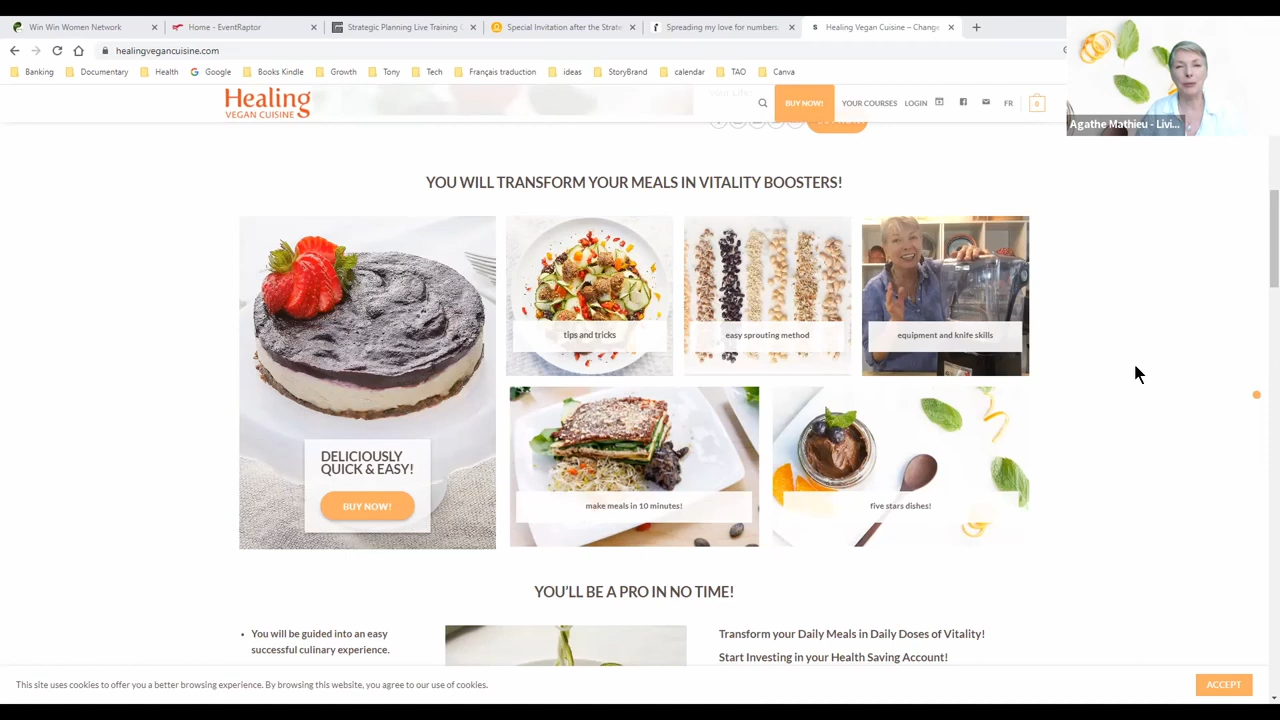 Win Win Women Network
Home - EventRaptor
Strategic Planning Live Training
Special Invitation after the Strate
Spreading my love for numbers.
Healing Vegan Cuisine – Change
healingvegancuisine.com
Banking
Documentary
Health
Google
Books Kindle
Growth
Tony
Tech
Français traduction
ideas
StoryBrand
calendar
TAO
Canva
Healing
VEGAN CUISINE
BUY NOW!
YOUR COURSES
LOGIN
FR
0
Agathe Mathieu - Livi...
YOU WILL TRANSFORM YOUR MEALS IN VITALITY BOOSTERS!
tips and tricks
easy sprouting method
equipment and knife skills
DELICIOUSLY
QUICK & EASY!
BUY NOW!
make meals in 10 minutes!
five stars dishes!
YOU'LL BE A PRO IN NO TIME!
• You will be guided into an easy
successful culinary experience.
Transform your Daily Meals in Daily Doses of Vitality!
Start Investing in your Health Saving Account!
This site uses cookies to offer you a better browsing experience. By browsing this website, you agree to our use of cookies.
ACCEPT